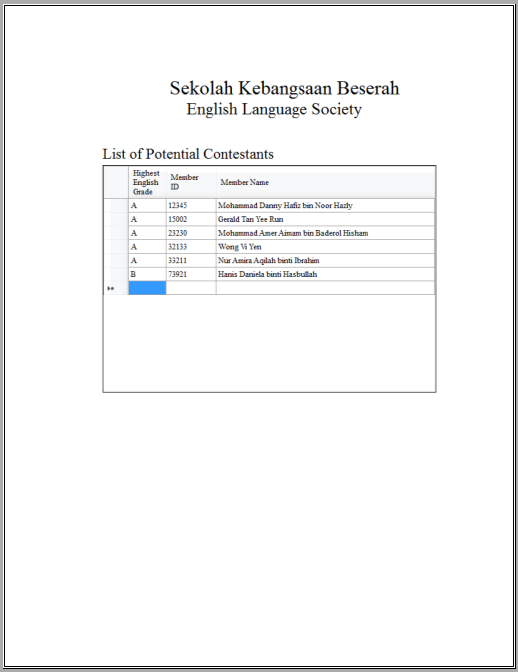 Sekolah Kebangsaan Beserah
English Language Society
List of Potential Contestants
Highest English Grade Member ID Member Name
A 12345 Mohammad Danny Hafiz bin Noor Hazly
A 15002 Gerald Tan Yee Run
A 23230 Mohammad Amer Aimam bin Baderol Hisham
A 32133 Wong Vi Yen
A 33211 Nur Amira Aqilah binti Ibrahim
B 73921 Hanis Daniela binti Hasbullah